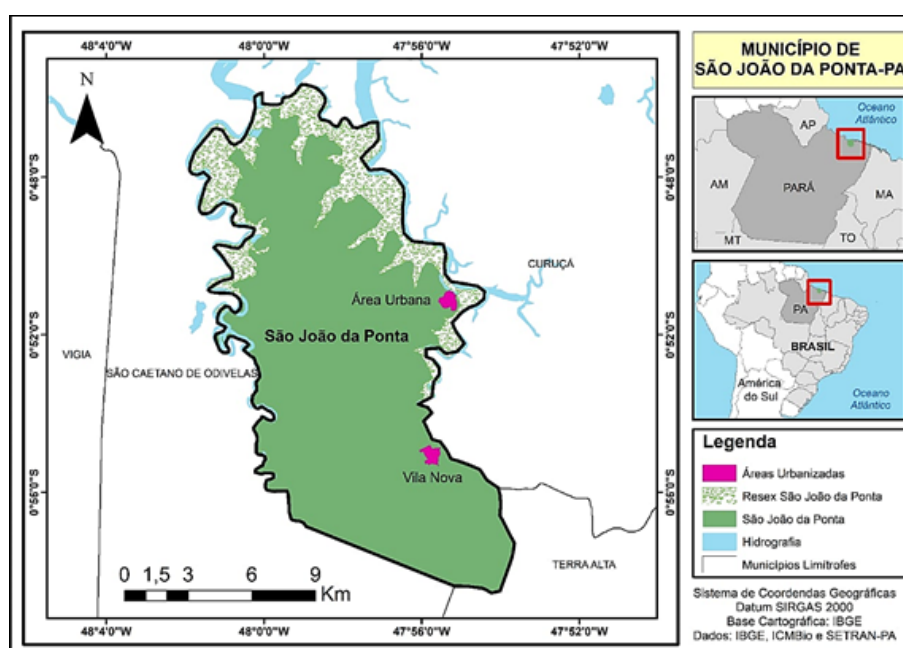 48°4'0"W 48°0'0"W 47°56'0"W 47°52'0"W
N
0°48'0"S 0°48'0"S
CURUÇÁ
Área Urbana
São João da Ponta
0°52'0"S 0°52'0"S
VIGIA
SÃO CAETANO DE ODIVELAS
Vila Nova
0°56'0"S 0°56'0"S
TERRA ALTA
0 1,5 3 6 9
Km
48°4'0"W 48°0'0"W 47°56'0"W 47°52'0"W
MUNICÍPIO DE
SÃO JOÃO DA PONTA-PA
Oceano
Atlântico
AP
AM
PARÁ
MA
MT
TO
PA
BRASIL
América
do Sul
Oceano
Atlântico
Legenda
Áreas Urbanizadas
Resex São João da Ponta
São João da Ponta
Hidrografia
Municípios Limítrofes
Sistema de Coordendas Geográficas
Datum SIRGAS 2000
Base Cartográfica: IBGE
Dados: IBGE, ICMBio e SETRAN-PA